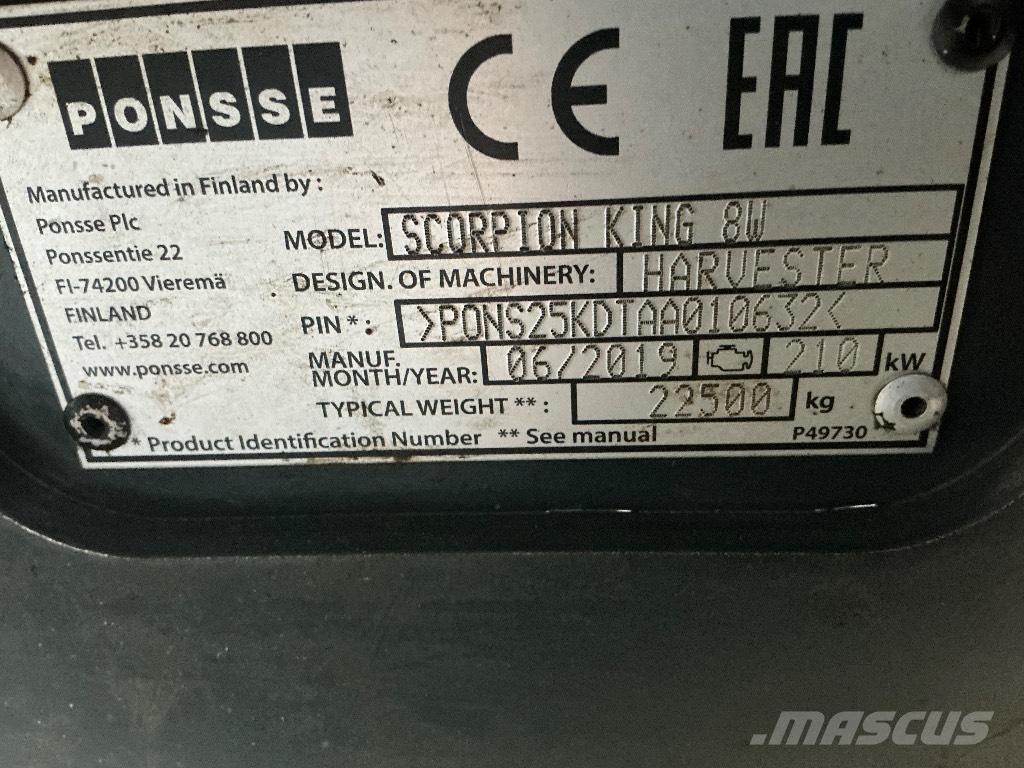 PONSSE CE EAC
Manufactured in Finland by :
Ponsse Plc
Ponssentie 22
FI-74200 Vieremä
FINLAND
Tel. +358 20 768 800
www.ponsse.com
MODEL: SCORPION KING 8W
DESIGN. OF MACHINERY: HARVESTER
PIN * : >PONS25KDTAA010632<
MANUF.
MONTH/YEAR: 06/2019 210 kW
TYPICAL WEIGHT ** : 22500 kg
* Product Identification Number ** See manual P49730
.MASCUS